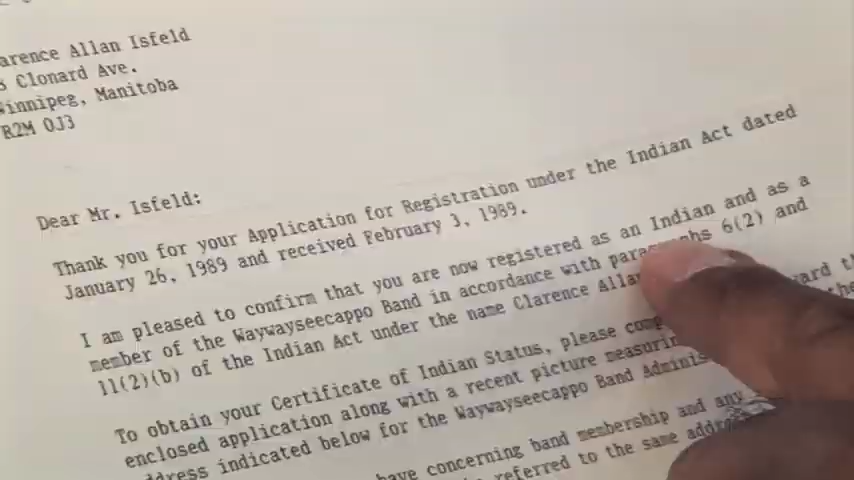 arence Allan Isfeld
Clonard Ave.
Winnipeg, Manitoba
R2M OJ3
Dear Mr. Isfeld:
Thank you for your Application for Registration under the Indian Act dated
January 26, 1989 and received February 3, 1989.
I am pleased to confirm that you are now registered as an Indian and as a
member of the Waywayseecappo Band in accordance with paragraphs 6(2) and
11(2)(b) of the Indian Act under the name Clarence Allan
To obtain your Certificate of Indian Status, please
enclosed application along with a recent picture
address indicated below for the Waywayseecappo Band
have concerning band membership and any
referred to the same